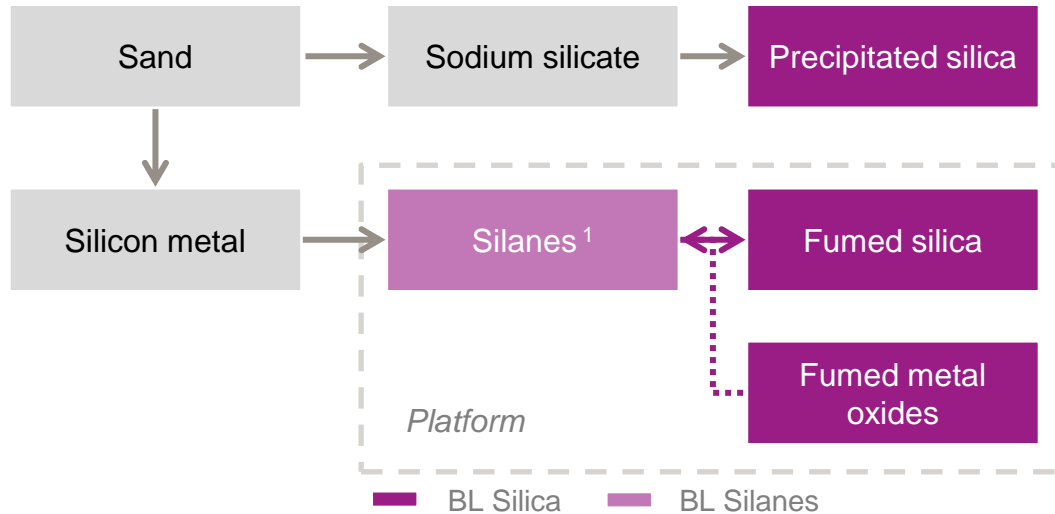 Sand
Sodium silicate
Precipitated silica
Silicon metal
Silanes 1
Fumed silica
Fumed metal
oxides
Platform
BL Silica
BL Silanes